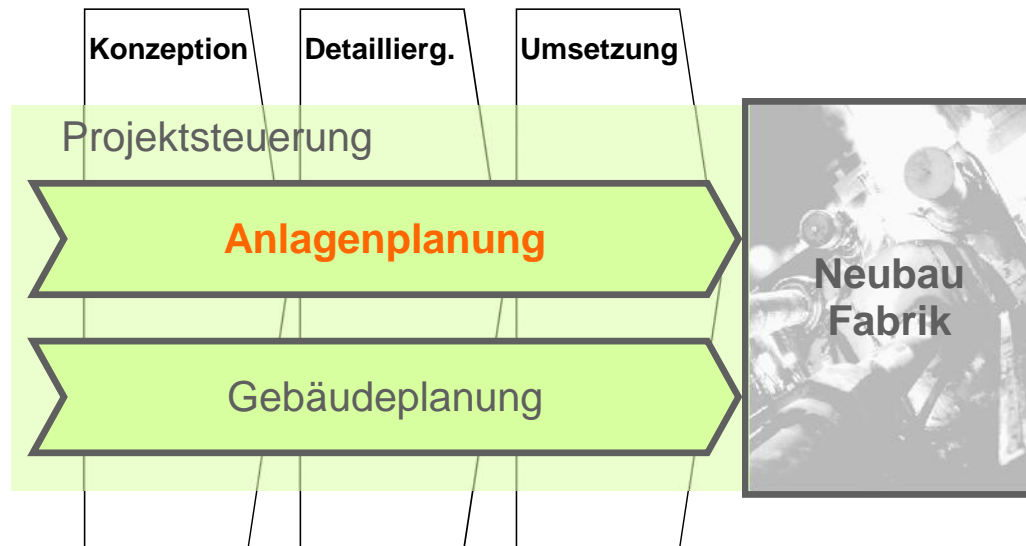 Konzeption
Detaillierg.
Umsetzung
Projektsteuerung
Anlagenplanung
Gebäudeplanung
Neubau
Fabrik